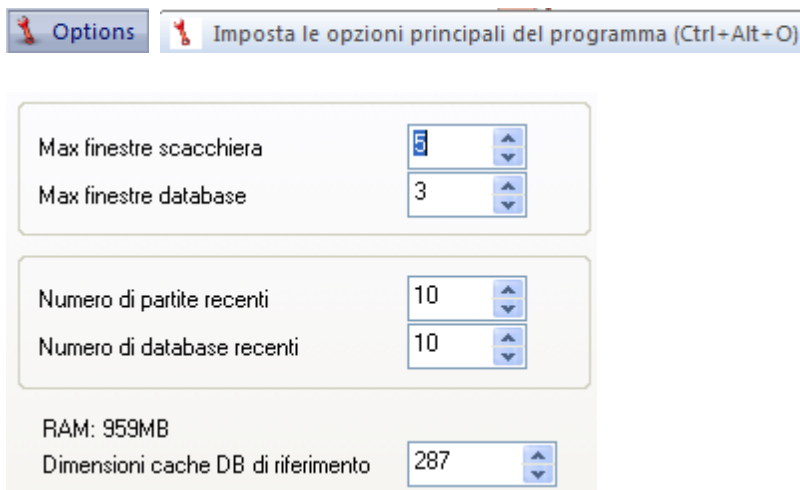 Options
Imposta le opzioni principali del programma (Ctrl+Alt+O)
Max finestre scacchiera 5
Max finestre database 3
Numero di partite recenti 10
Numero di database recenti 10
RAM: 959MB
Dimensioni cache DB di riferimento 287